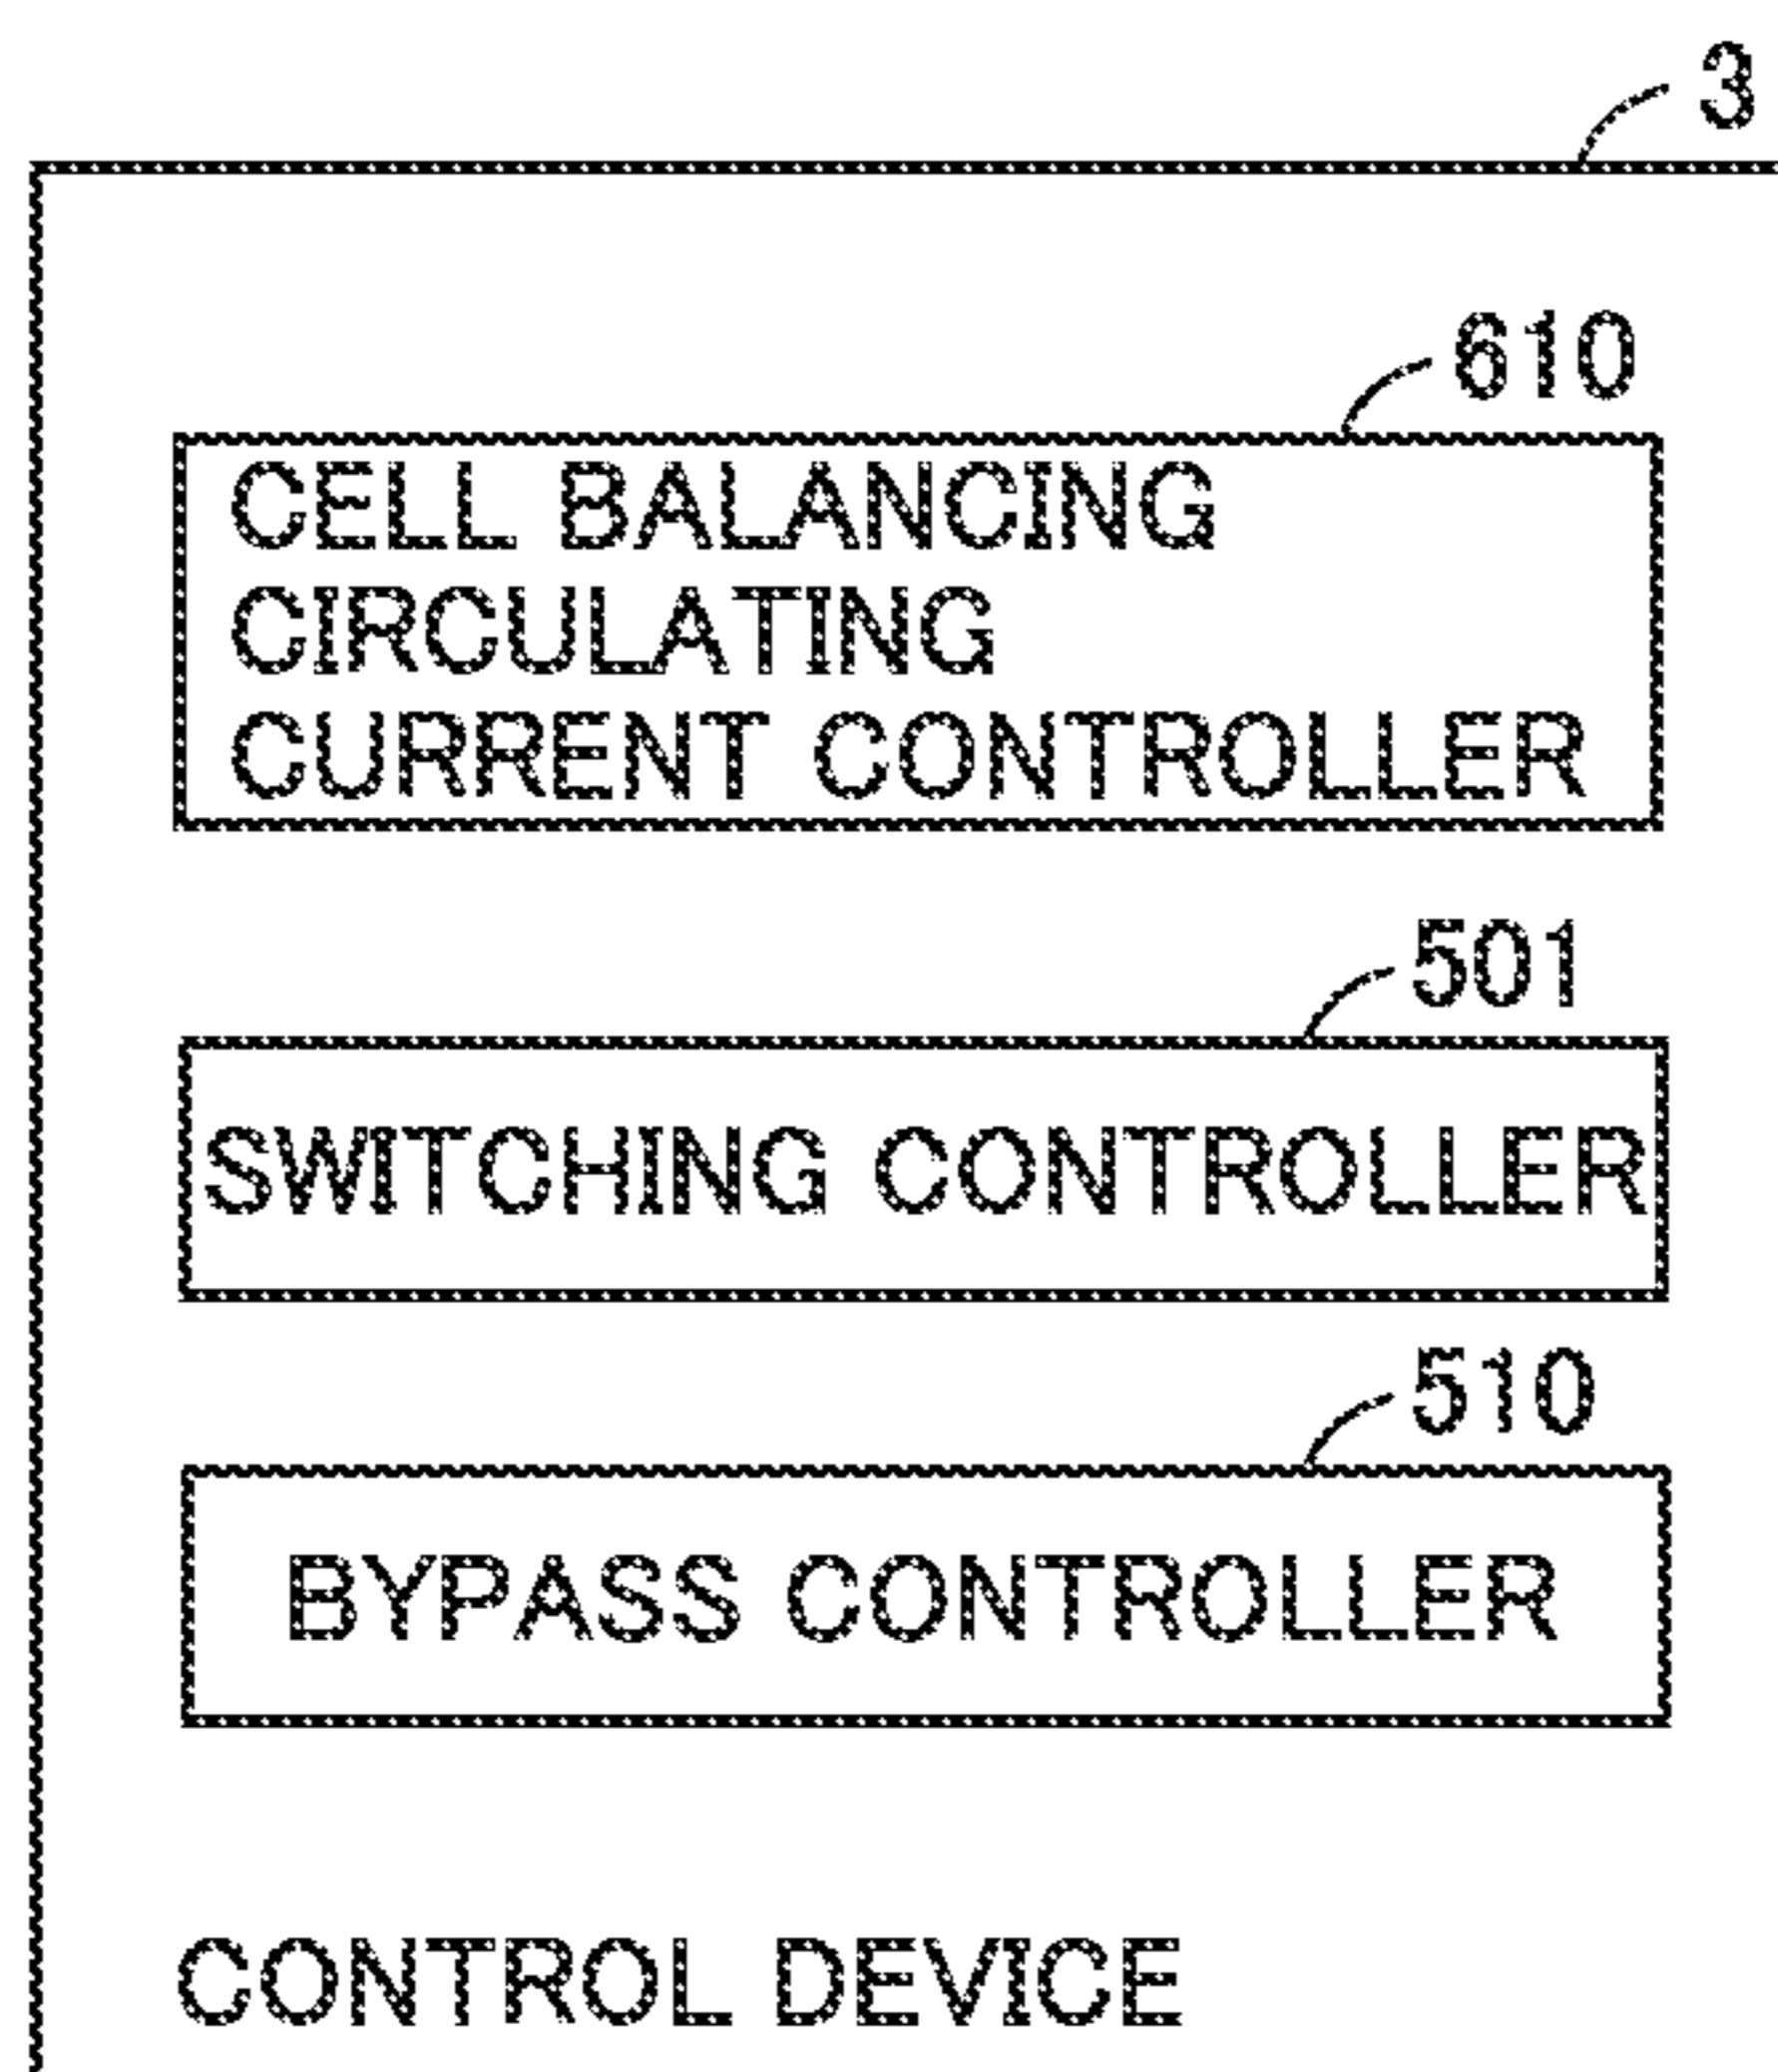 3
610
CELL BALANCING
CIRCULATING
CURRENT CONTROLLER
501
SWITCHING CONTROLLER
510
BYPASS CONTROLLER
CONTROL DEVICE